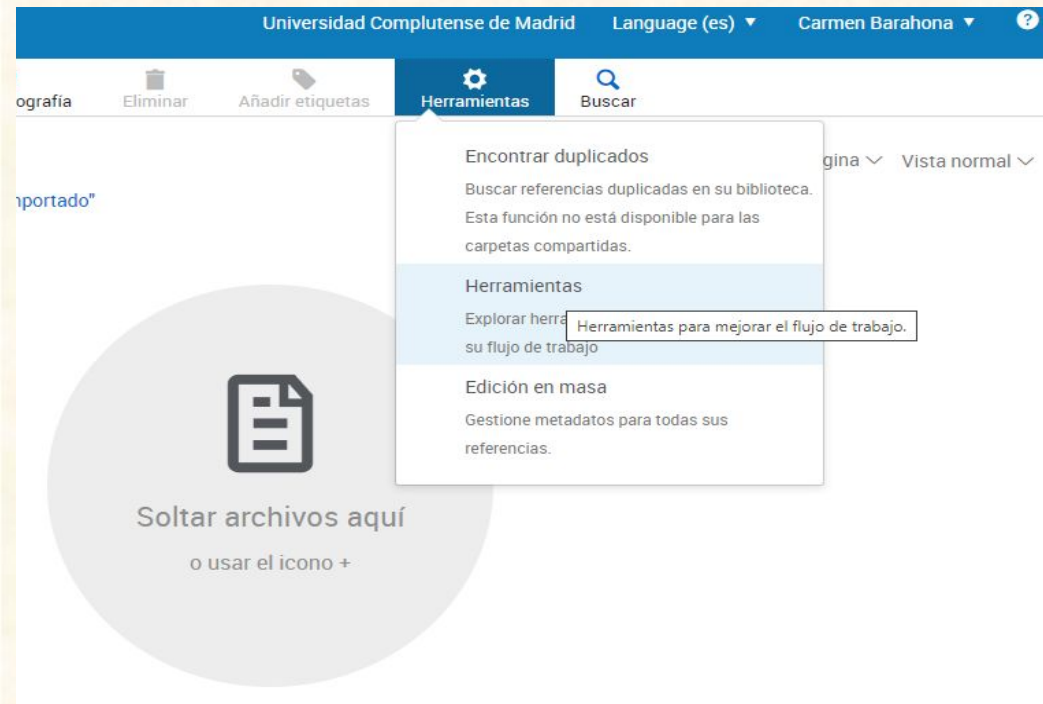 Universidad Complutense de Madrid Language (es) ▼ Carmen Barahona ▼ ?
ografía Eliminar Añadir etiquetas Herramientas Buscar
gina Vista normal
nportado"
Encontrar duplicados
Buscar referencias duplicadas en su biblioteca.
Esta función no está disponible para las
carpetas compartidas.
Herramientas
Explorar herra
Herramientas para mejorar el flujo de trabajo.
su flujo de trabajo
Edición en masa
Gestione metadatos para todas sus
referencias.
Soltar archivos aquí
o usar el icono +